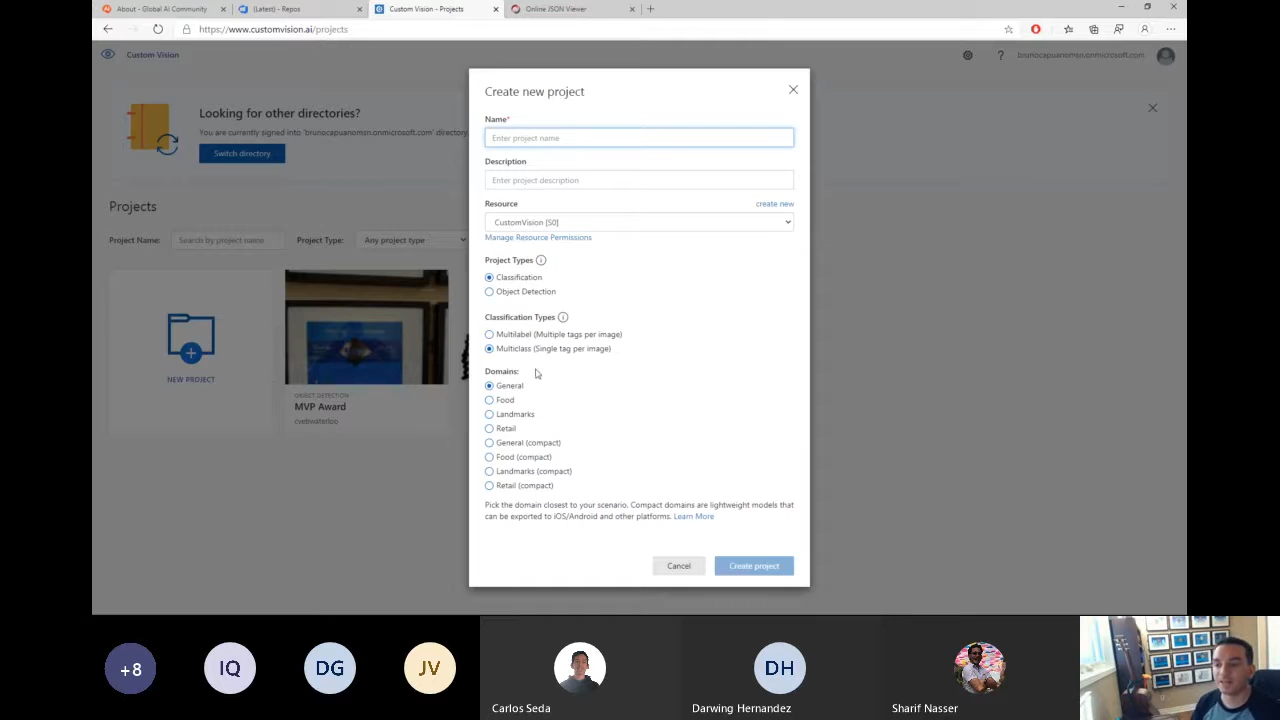 About - Global AI Community
(Latest) - Repos
Custom Vision - Projects
Online JSON Viewer
https://www.customvision.ai/projects
Custom Vision
?
brunocapuanomsn.onmicrosoft.com
Looking for other directories?
You are currently signed into 'brunocapuanomsn.onmicrosoft.com' directory,
Switch directory
Projects
Project Name:
Search by project name
Project Type:
Any project type
NEW PROJECT
OBJECT DETECTION
MVP Award
Create new project
Name*
Enter project name
Description
Enter project description
Resource
create new
CustomVision [S0]
Manage Resource Permissions
Project Types
Classification
Object Detection
Classification Types
Multilabel (Multiple tags per image)
Multiclass (Single tag per image)
Domains:
General
Food
Landmarks
Retail
General (compact)
Food (compact)
Landmarks (compact)
Retail (compact)
Pick the domain closest to your scenario. Compact domains are lightweight models that
can be exported to iOS/Android and other platforms. Learn More
Cancel
Create project
+8
IQ
DG
JV
DH
Carlos Seda
Darwing Hernandez
Sharif Nasser